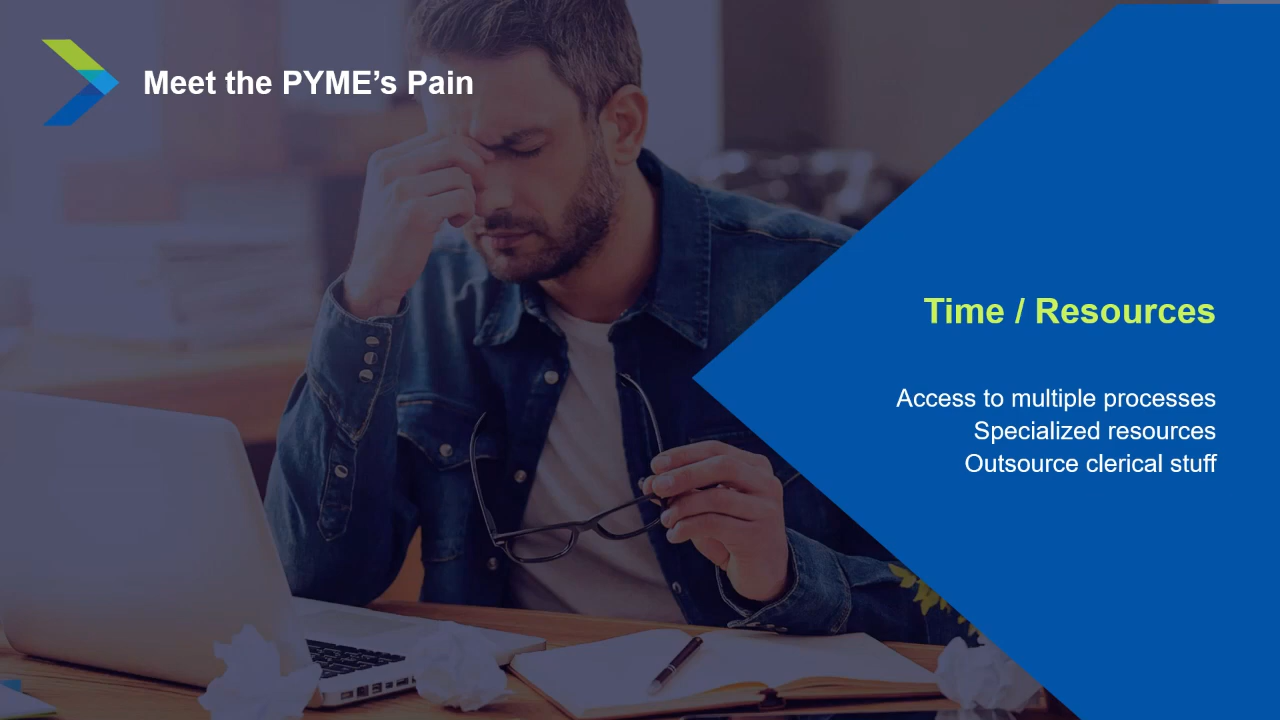 Meet the PYME’s Pain
Time / Resources
Access to multiple processes
Specialized resources
Outsource clerical stuff